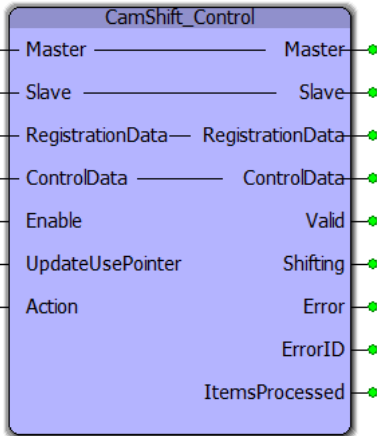 CamShift_Control
Master Master
Slave Slave
RegistrationData RegistrationData
ControlData ControlData
Enable Valid
UpdateUsePointer Shifting
Action Error
ErrorID
ItemsProcessed